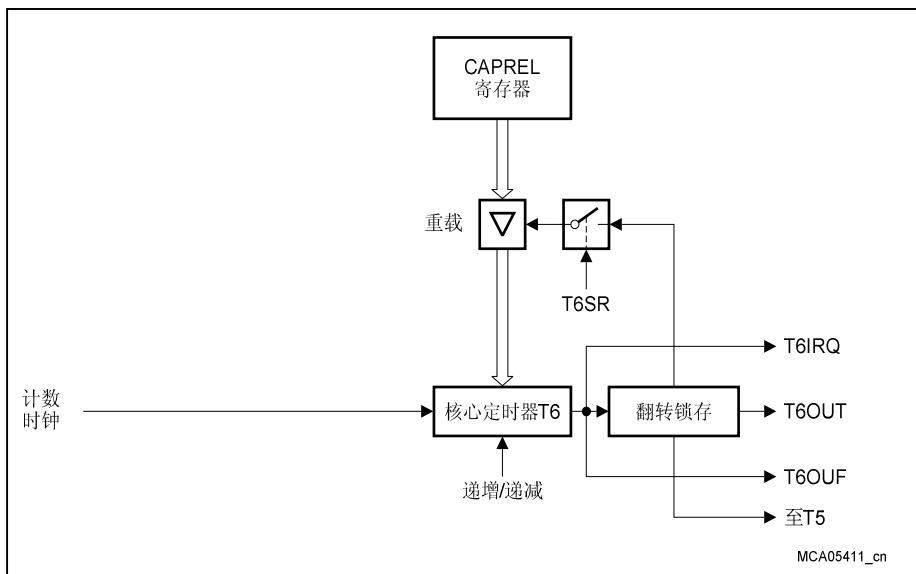 CAPREL
寄存器
重载
T6SR
T6IRQ
计数
时钟
核心定时器T6
翻转锁存
T6OUT
递增/递减
T6OUF
至T5
MCA05411_cn